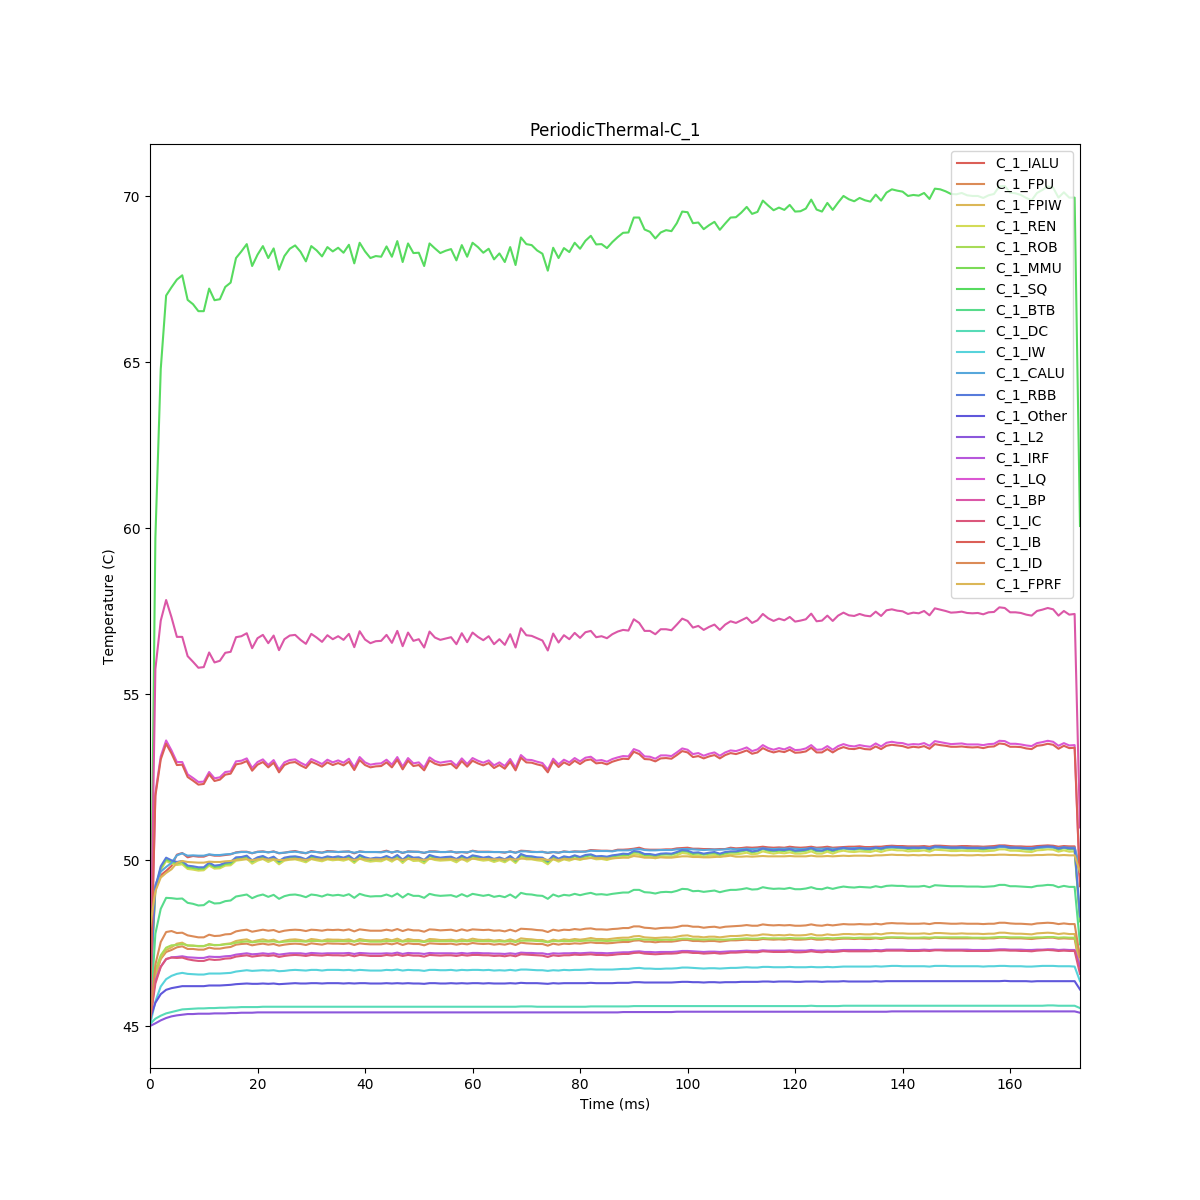 PeriodicThermal-C_1
C_1_IALU
C_1_FPU
C_1_FPIW
C_1_REN
C_1_ROB
C_1_MMU
C_1_SQ
C_1_BTB
C_1_DC
C_1_IW
C_1_CALU
C_1_RBB
C_1_Other
C_1_L2
C_1_IRF
C_1_LQ
C_1_BP
C_1_IC
C_1_IB
C_1_ID
C_1_FPRF
70
65
60
55
50
45
Temperature (C)
0 20 40 60 80 100 120 140 160
Time (ms)